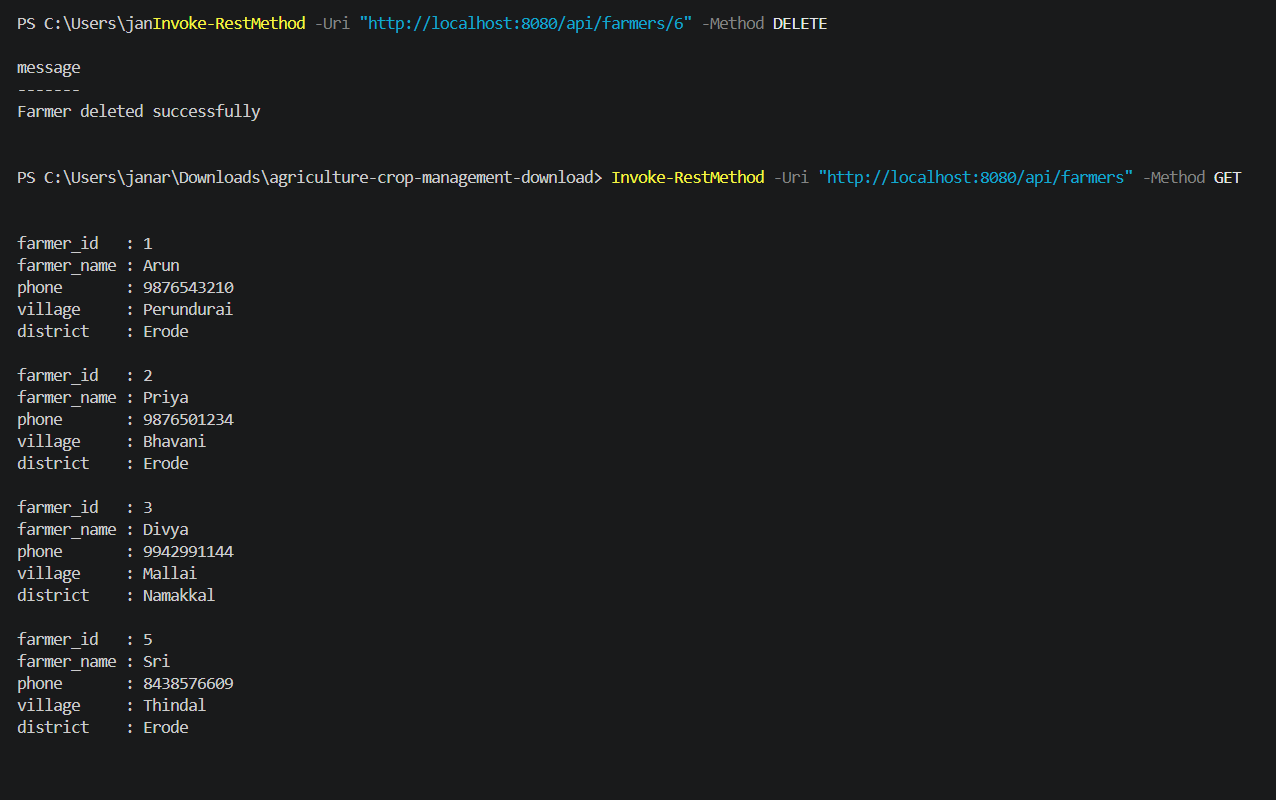 PS C:\Users\janInvoke-RestMethod -Uri "http://localhost:8080/api/farmers/6" -Method DELETE
message
-------
Farmer deleted successfully
PS C:\Users\janar\Downloads\agriculture-crop-management-download> Invoke-RestMethod -Uri "http://localhost:8080/api/farmers" -Method GET
farmer_id   : 1
farmer_name : Arun
phone       : 9876543210
village     : Perundurai
district    : Erode
farmer_id   : 2
farmer_name : Priya
phone       : 9876501234
village     : Bhavani
district    : Erode
farmer_id   : 3
farmer_name : Divya
phone       : 9942991144
village     : Mallai
district    : Namakkal
farmer_id   : 5
farmer_name : Sri
phone       : 8438576609
village     : Thindal
district    : Erode